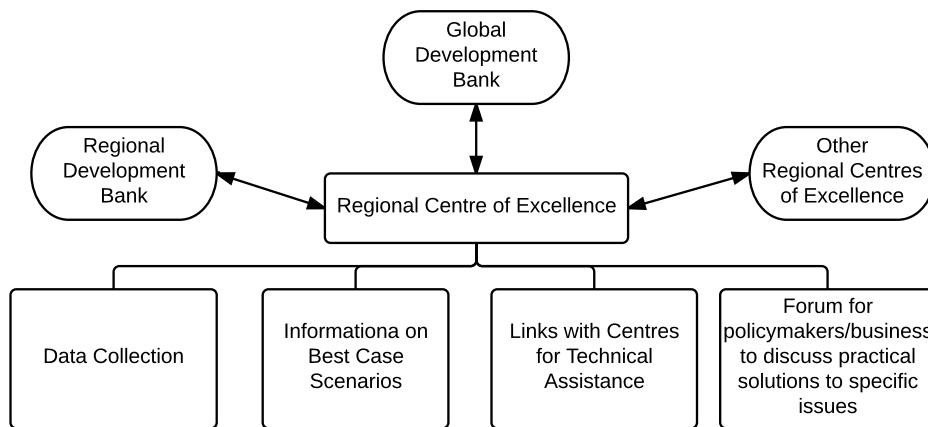 Global
Development
Bank
Regional
Development
Bank
Other
Regional Centres
of Excellence
Regional Centre of Excellence
Data Collection
Informationa on
Best Case
Scenarios
Links with Centres
for Technical
Assistance
Forum for
policymakers/business
to discuss practical
solutions to specific
issues